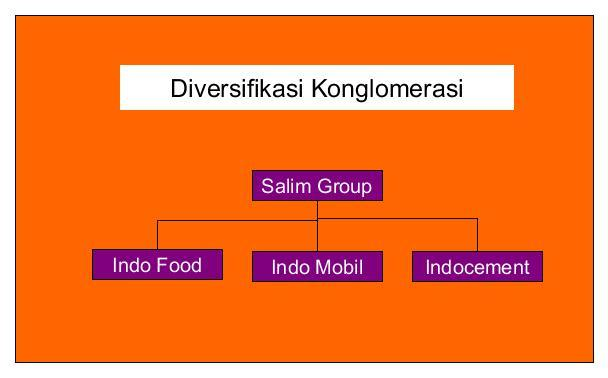 Diversifikasi Konglomerasi
Salim Group
Indo Food
Indo Mobil
Indocement